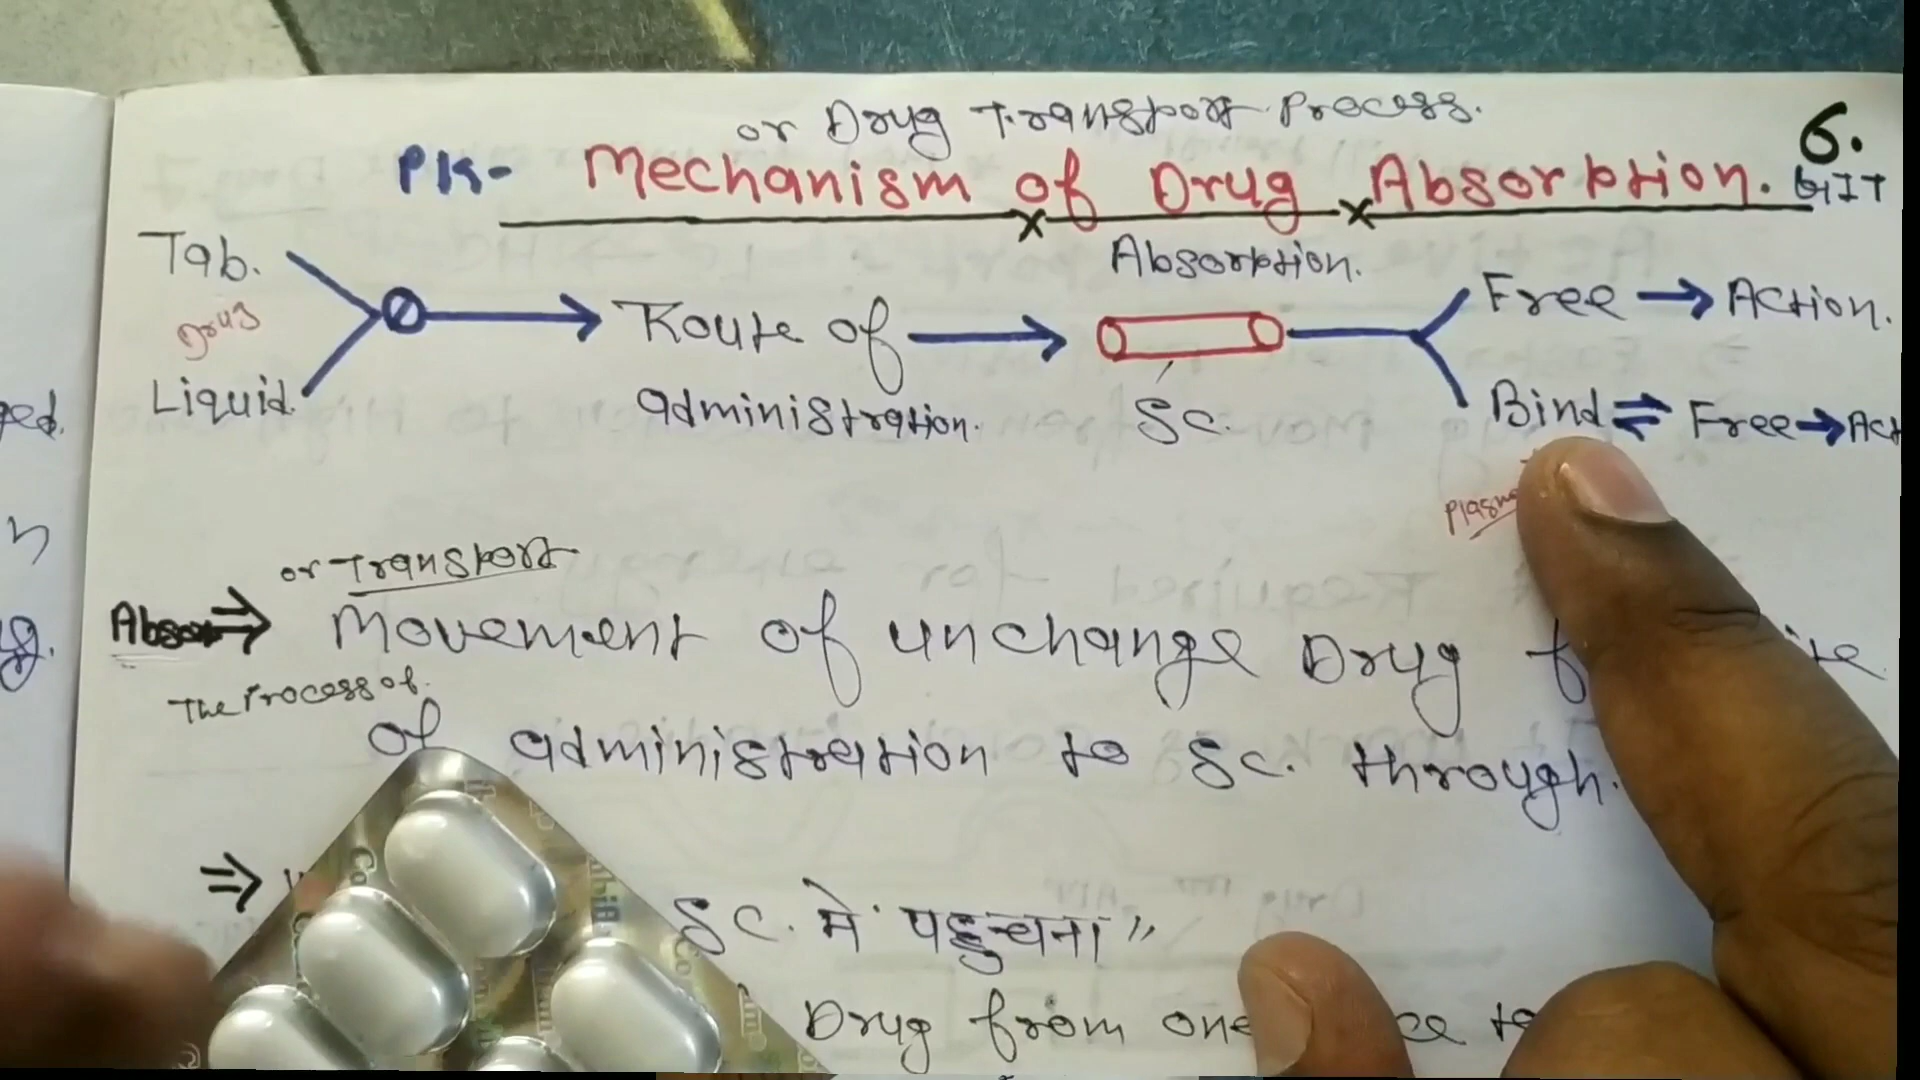 or Drug Transport Process.
6.
PK- Mechanism of Drug Absorption. GIT
Tab.
Absorption.
Free → Action.
Drug
Route of
Liquid.
administration.
SC.
Bind ⇌ Free → Act
Plasma
or Transport
Absor ⇒ Movement of unchange Drug
The Process of.
of administration to SC. through.
⇒
SC. मे पहुचना"
Drug from one